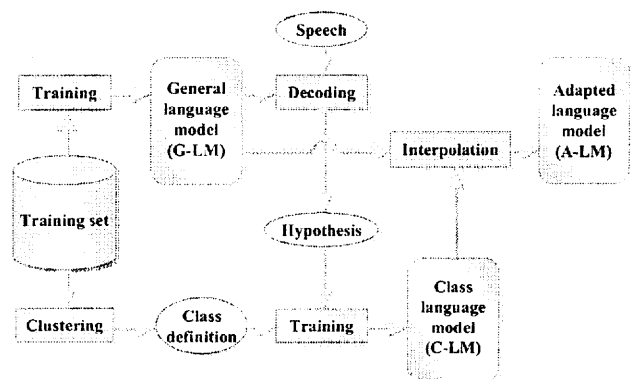 Speech
Training
General
language
model
(G-LM)
Decoding
Adapted
language
model
(A-LM)
Interpolation
Training set
Hypothesis
Clustering
Class
definition
Training
Class
language
model
(C-LM)